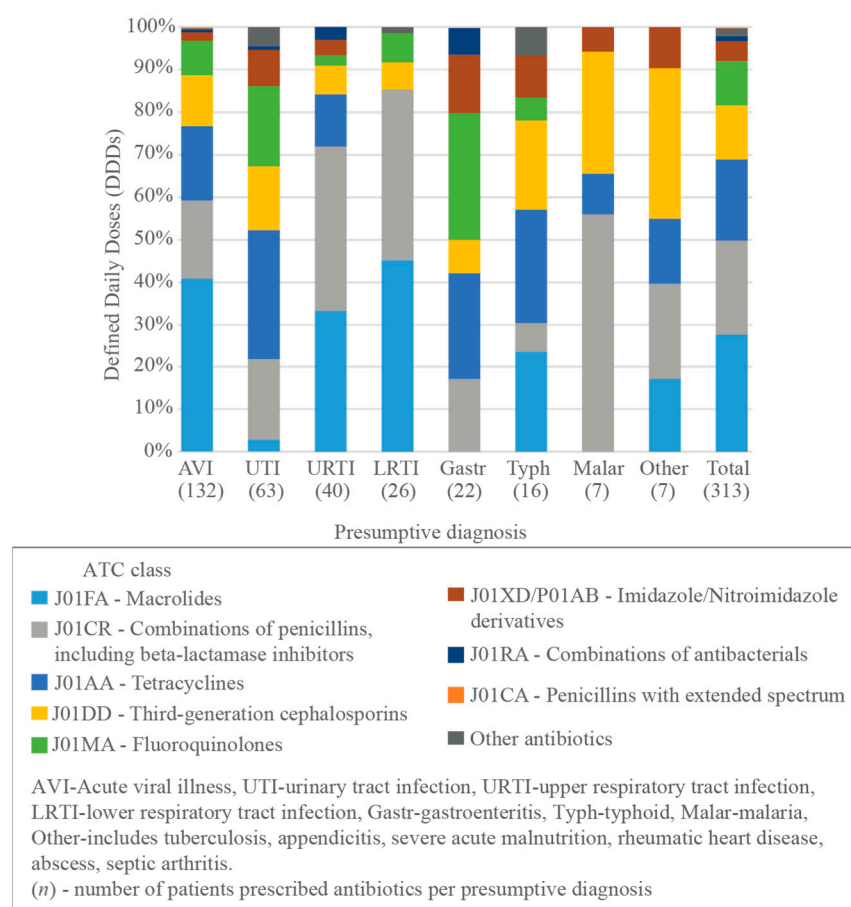 100%
90%
80%
70%
60%
50%
40%
30%
20%
10%
0%
Defined Daily Doses (DDDs)
AVI UTI URTI LRTI Gastr Typh Malar Other Total
(132) (63) (40) (26) (22) (16) (7) (7) (313)
Presumptive diagnosis
ATC class
J01FA - Macrolides
J01CR - Combinations of penicillins,
including beta-lactamase inhibitors
J01AA - Tetracyclines
J01DD - Third-generation cephalosporins
J01MA - Fluoroquinolones
J01XD/P01AB - Imidazole/Nitroimidazole
derivatives
J01RA - Combinations of antibacterials
J01CA - Penicillins with extended spectrum
Other antibiotics
AVI-Acute viral illness, UTI-urinary tract infection, URTI-upper respiratory tract infection,
LRTI-lower respiratory tract infection, Gastr-gastroenteritis, Typh-typhoid, Malar-malaria,
Other-includes tuberculosis, appendicitis, severe acute malnutrition, rheumatic heart disease,
abscess, septic arthritis.
(n) - number of patients prescribed antibiotics per presumptive diagnosis